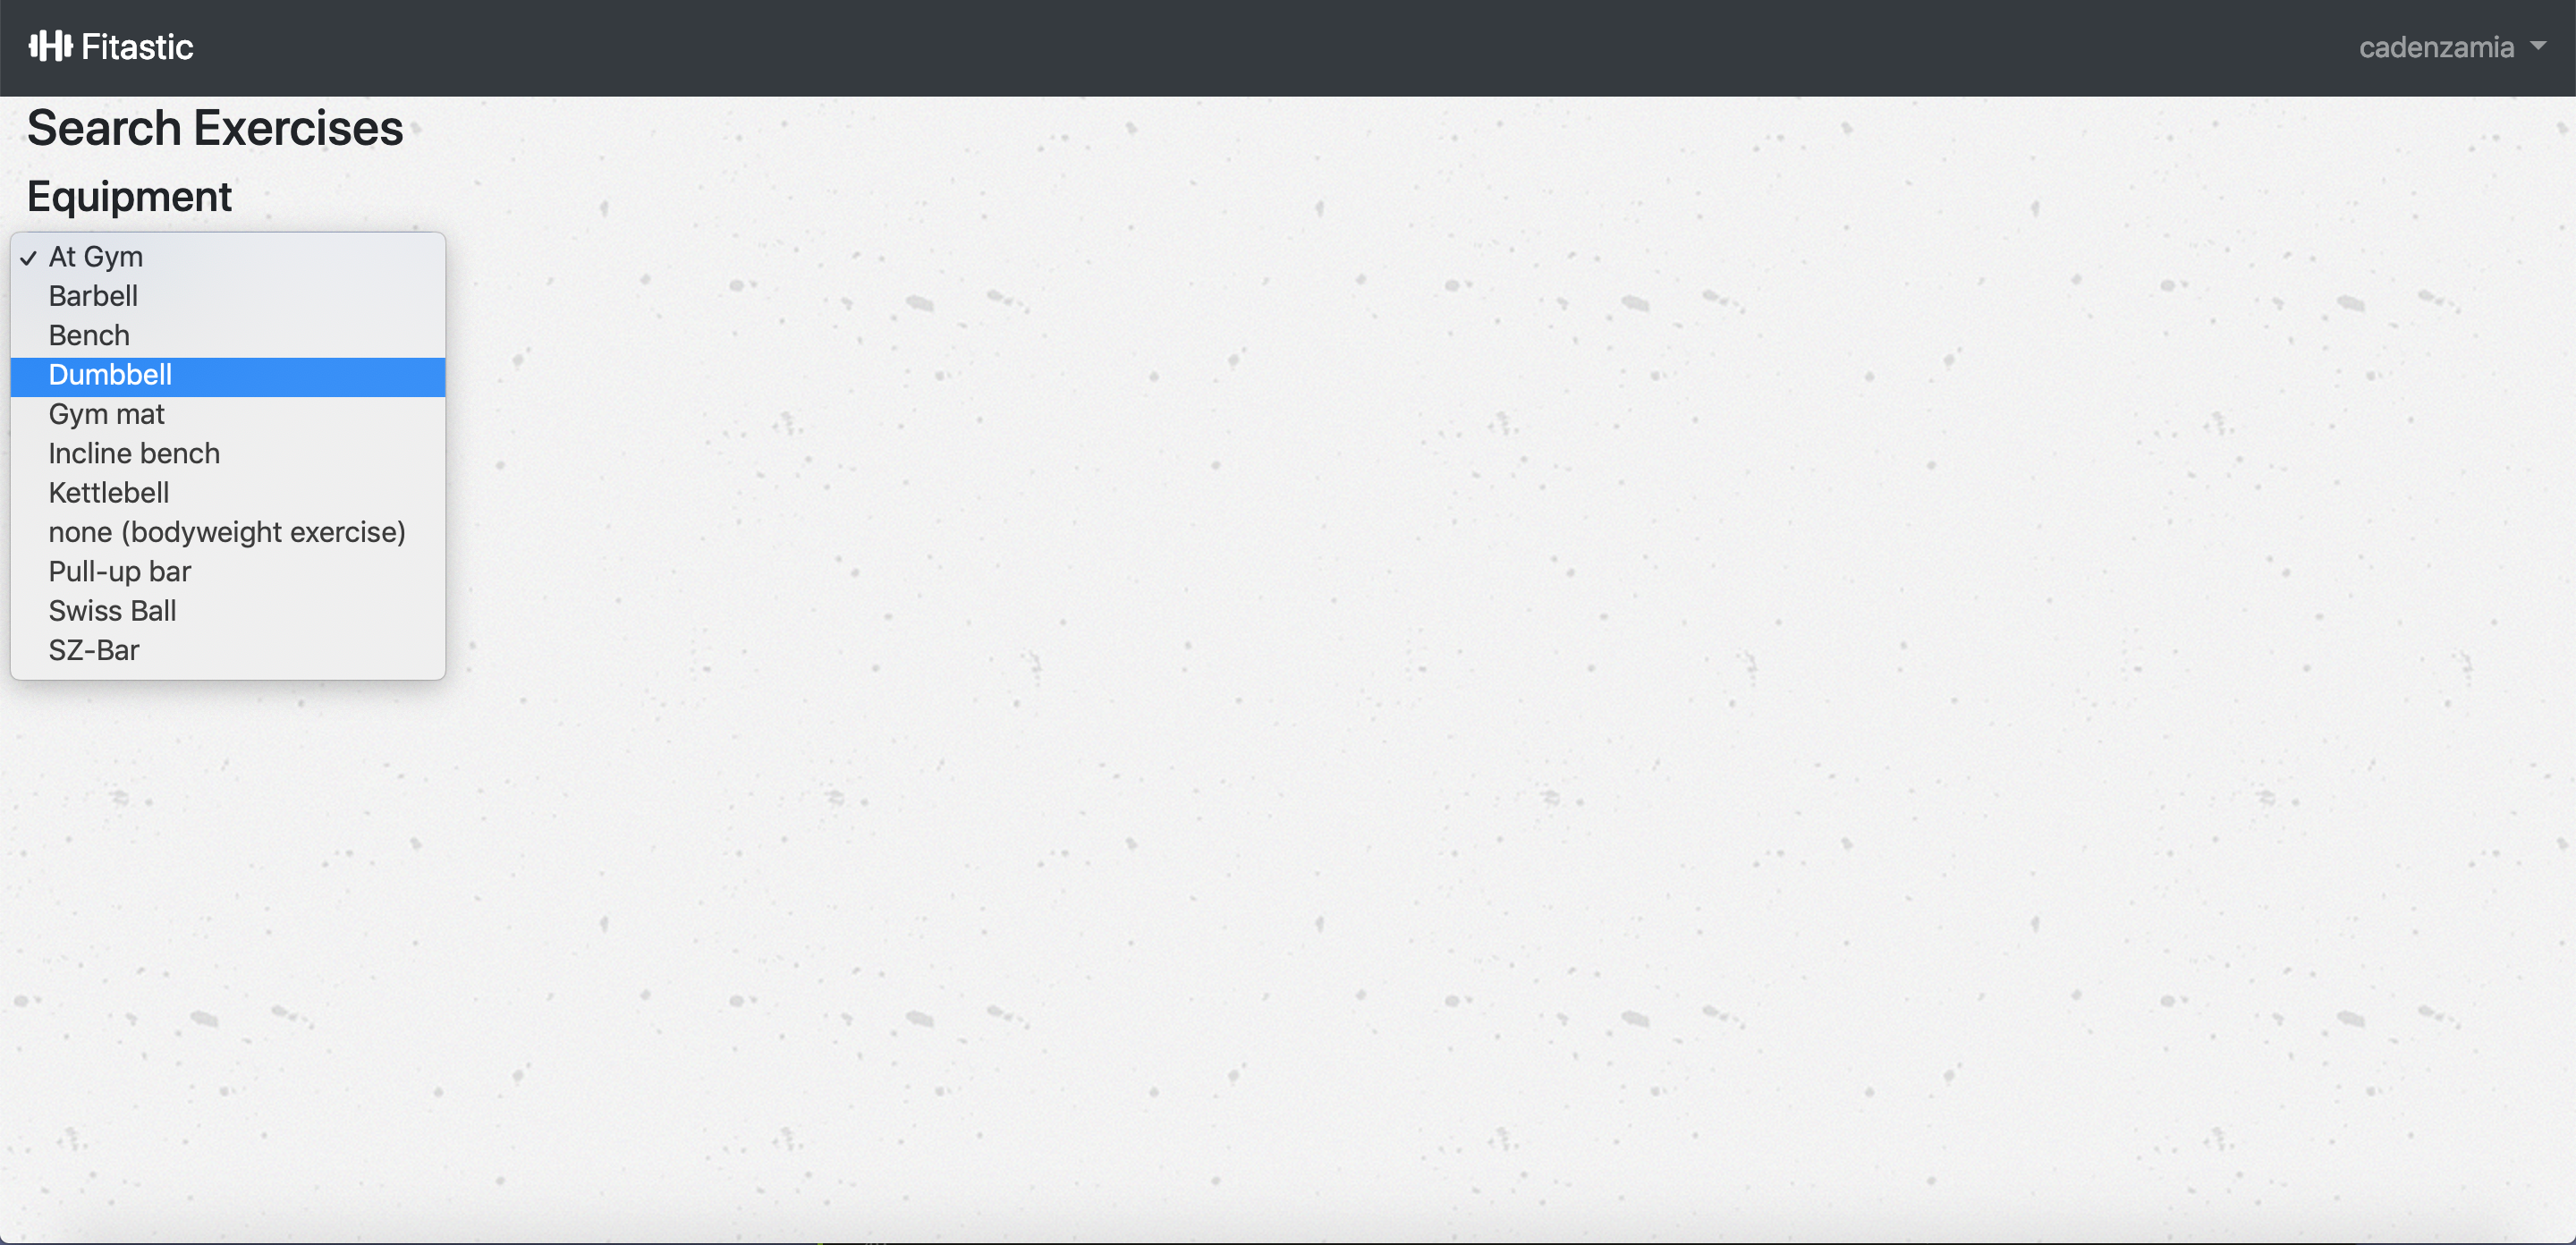 Fitastic
cadenzamia
Search Exercises
Equipment
✓ At Gym
Barbell
Bench
Dumbbell
Gym mat
Incline bench
Kettlebell
none (bodyweight exercise)
Pull-up bar
Swiss Ball
SZ-Bar